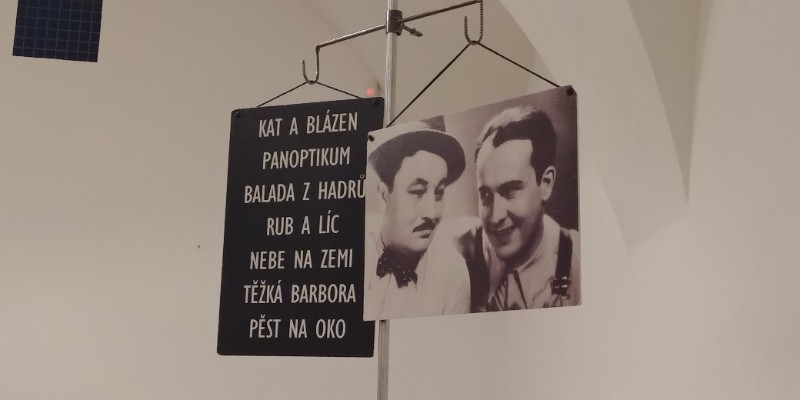 KAT A BLÁZEN
PANOPTIKUM
BALADA Z HADRŮ
RUB A LÍC
NEBE NA ZEMI
TĚŽKÁ BARBORA
PĚST NA OKO